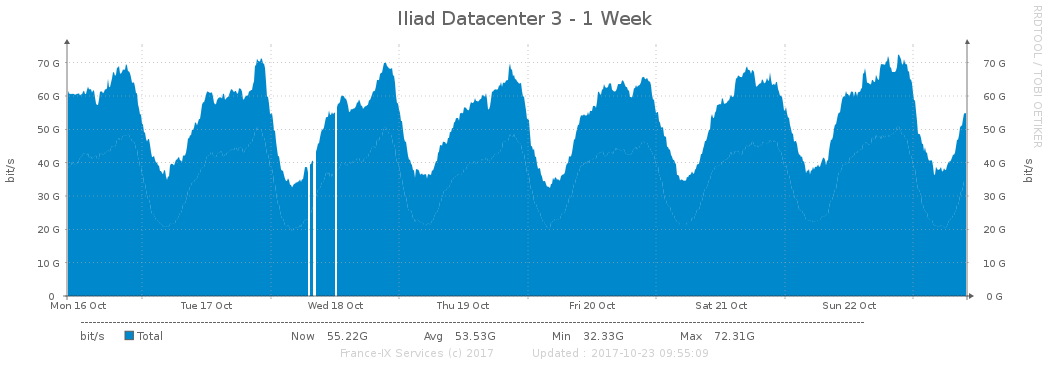 Iliad Datacenter 3 - 1 Week
RRDTOOL / TOBI OETIKER
70 G 70 G
60 G 60 G
50 G 50 G
40 G 40 G
30 G 30 G
20 G 20 G
10 G 10 G
0 0 G
bit/s bit/s
Mon 16 Oct Tue 17 Oct Wed 18 Oct Thu 19 Oct Fri 20 Oct Sat 21 Oct Sun 22 Oct
bit/s Total Now 55.22G Avg 53.53G Min 32.33G Max 72.31G
France-IX Services (c) 2017 Updated : 2017-10-23 09:55:09